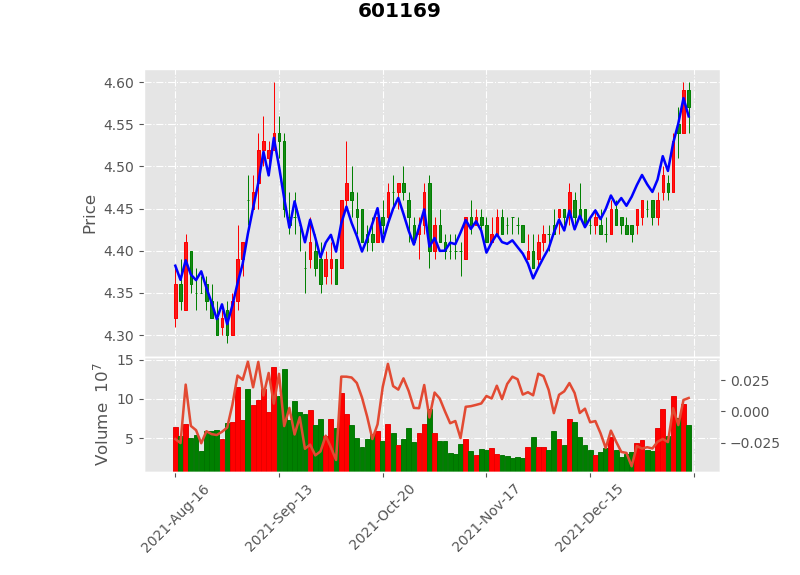 601169
4.60
4.55
4.50
4.45
4.40
4.35
4.30
Price
15
10
5
Volume 10^7
0.025
0.000
−0.025
2021-Aug-16
2021-Sep-13
2021-Oct-20
2021-Nov-17
2021-Dec-15